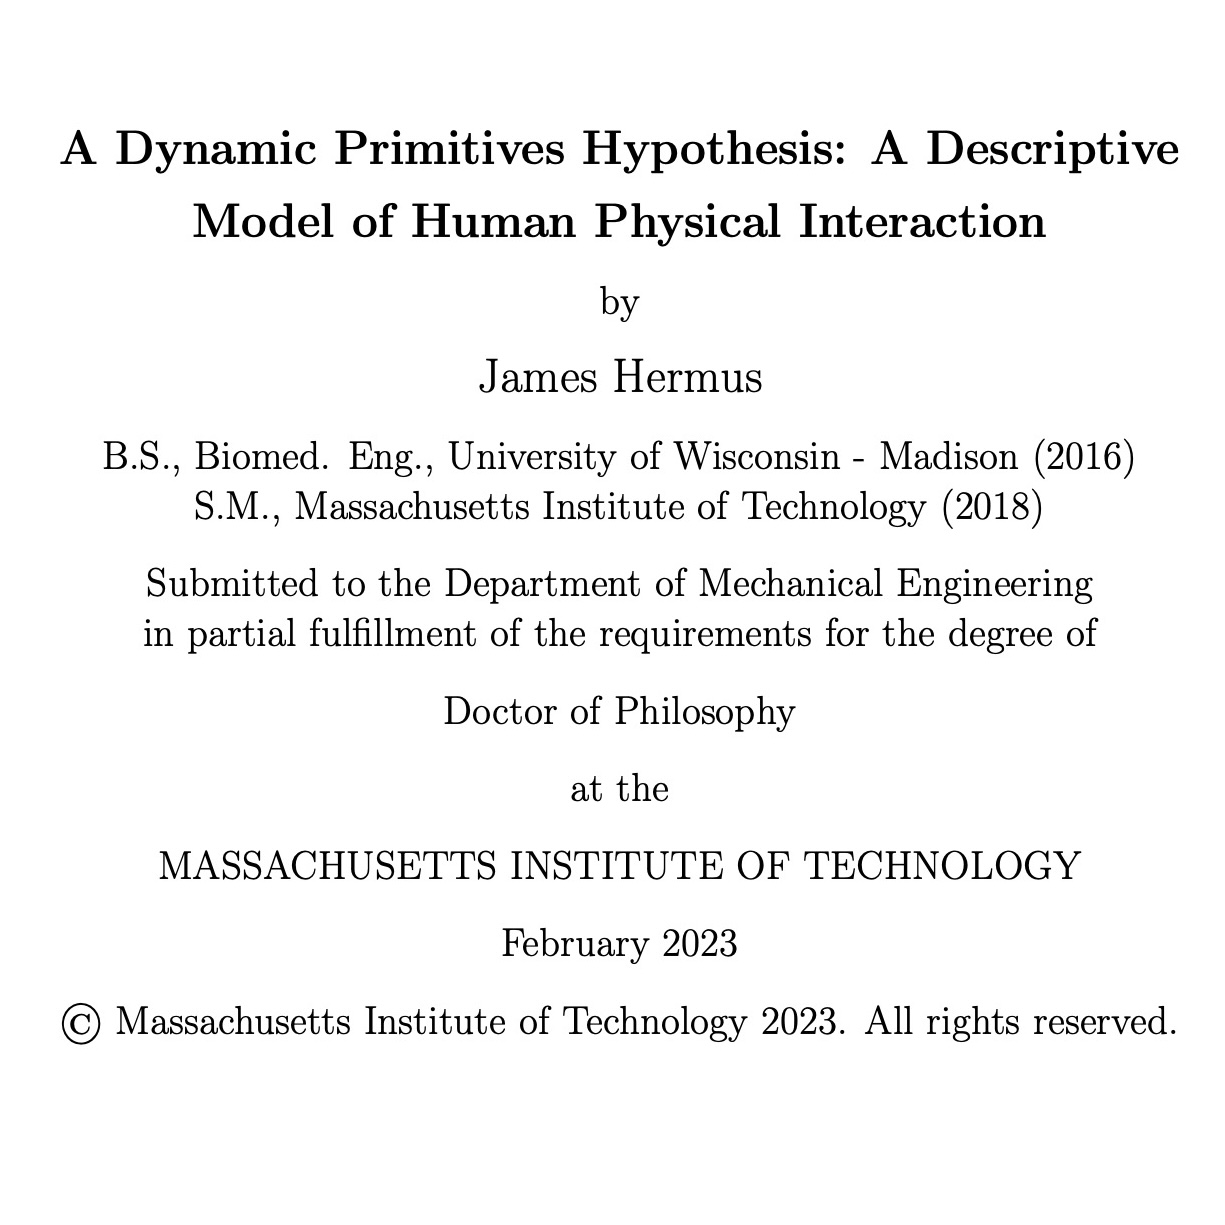 A Dynamic Primitives Hypothesis: A Descriptive
Model of Human Physical Interaction
by
James Hermus
B.S., Biomed. Eng., University of Wisconsin - Madison (2016)
S.M., Massachusetts Institute of Technology (2018)
Submitted to the Department of Mechanical Engineering
in partial fulfillment of the requirements for the degree of
Doctor of Philosophy
at the
MASSACHUSETTS INSTITUTE OF TECHNOLOGY
February 2023
© Massachusetts Institute of Technology 2023. All rights reserved.